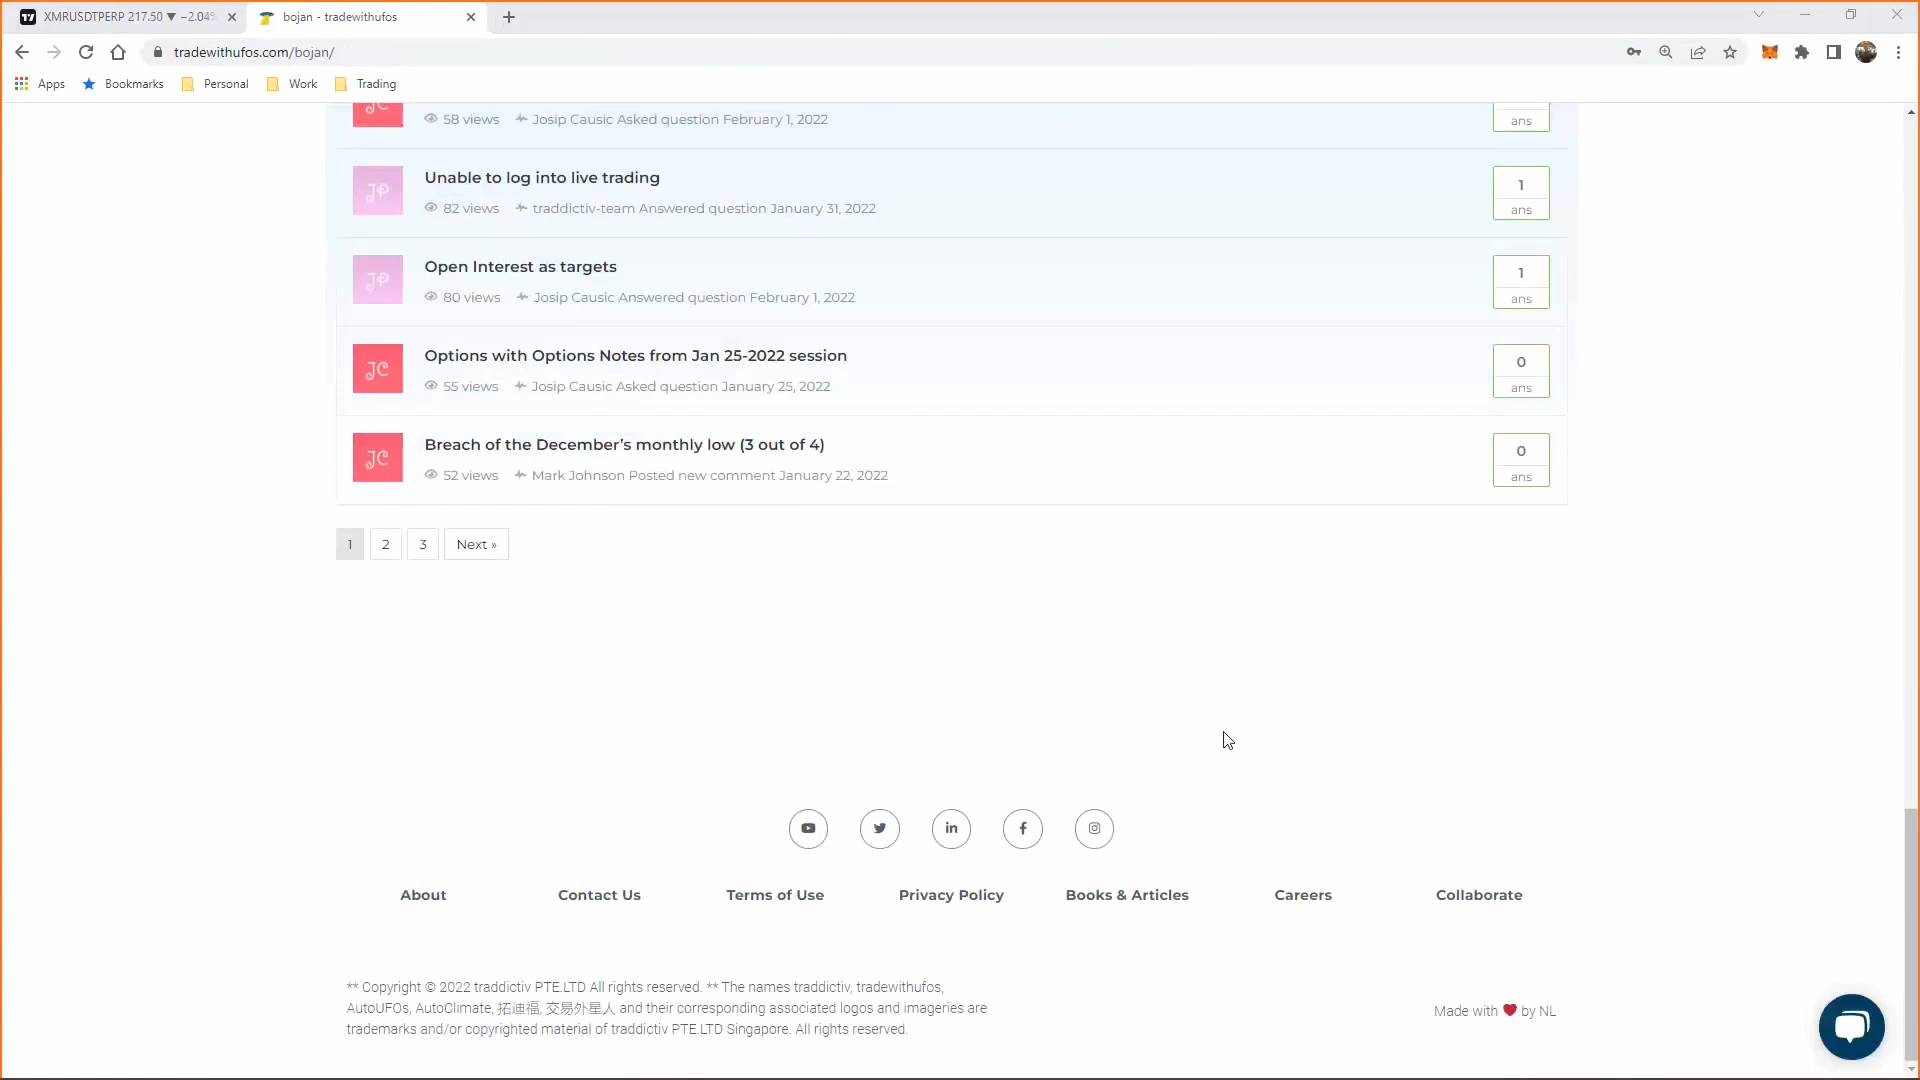 XMRUSDTPERP 217.50 ▼ −2.04%
bojan - tradewithufos
tradewithufos.com/bojan/
Apps
Bookmarks
Personal
Work
Trading
58 views Josip Causic Asked question February 1, 2022
ans
Unable to log into live trading
82 views traddictiv-team Answered question January 31, 2022
1
ans
Open Interest as targets
80 views Josip Causic Answered question February 1, 2022
1
ans
Options with Options Notes from Jan 25-2022 session
55 views Josip Causic Asked question January 25, 2022
0
ans
Breach of the December’s monthly low (3 out of 4)
52 views Mark Johnson Posted new comment January 22, 2022
0
ans
JC
JP
JP
JC
JC
1 2 3 Next »
About Contact Us Terms of Use Privacy Policy Books & Articles Careers Collaborate
** Copyright © 2022 traddictiv PTE.LTD All rights reserved. ** The names traddictiv, tradewithufos,
AutoUFOs, AutoClimate, 拓迪福, 交易外星人 and their corresponding associated logos and imageries are
trademarks and/or copyrighted material of traddictiv PTE.LTD Singapore. All rights reserved.
Made with ❤ by NL